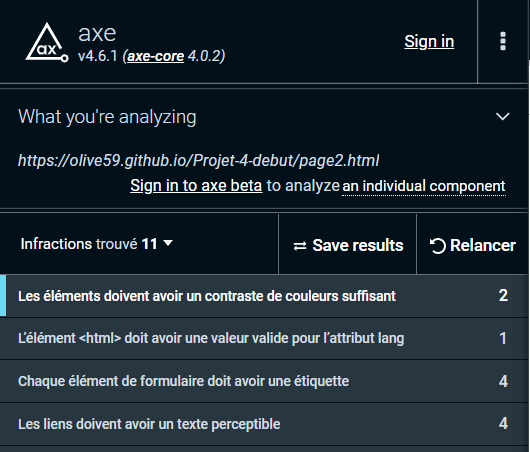 ax
axe
v4.6.1 (axe-core 4.0.2)
Sign in
What you're analyzing
https://olive59.github.io/Projet-4-debut/page2.html
Sign in to axe beta to analyze an individual component
Infractions trouvé 11
Save results
Relancer
Les éléments doivent avoir un contraste de couleurs suffisant 2
L'élément <html> doit avoir une valeur valide pour l'attribut lang 1
Chaque élément de formulaire doit avoir une étiquette 4
Les liens doivent avoir un texte perceptible 4